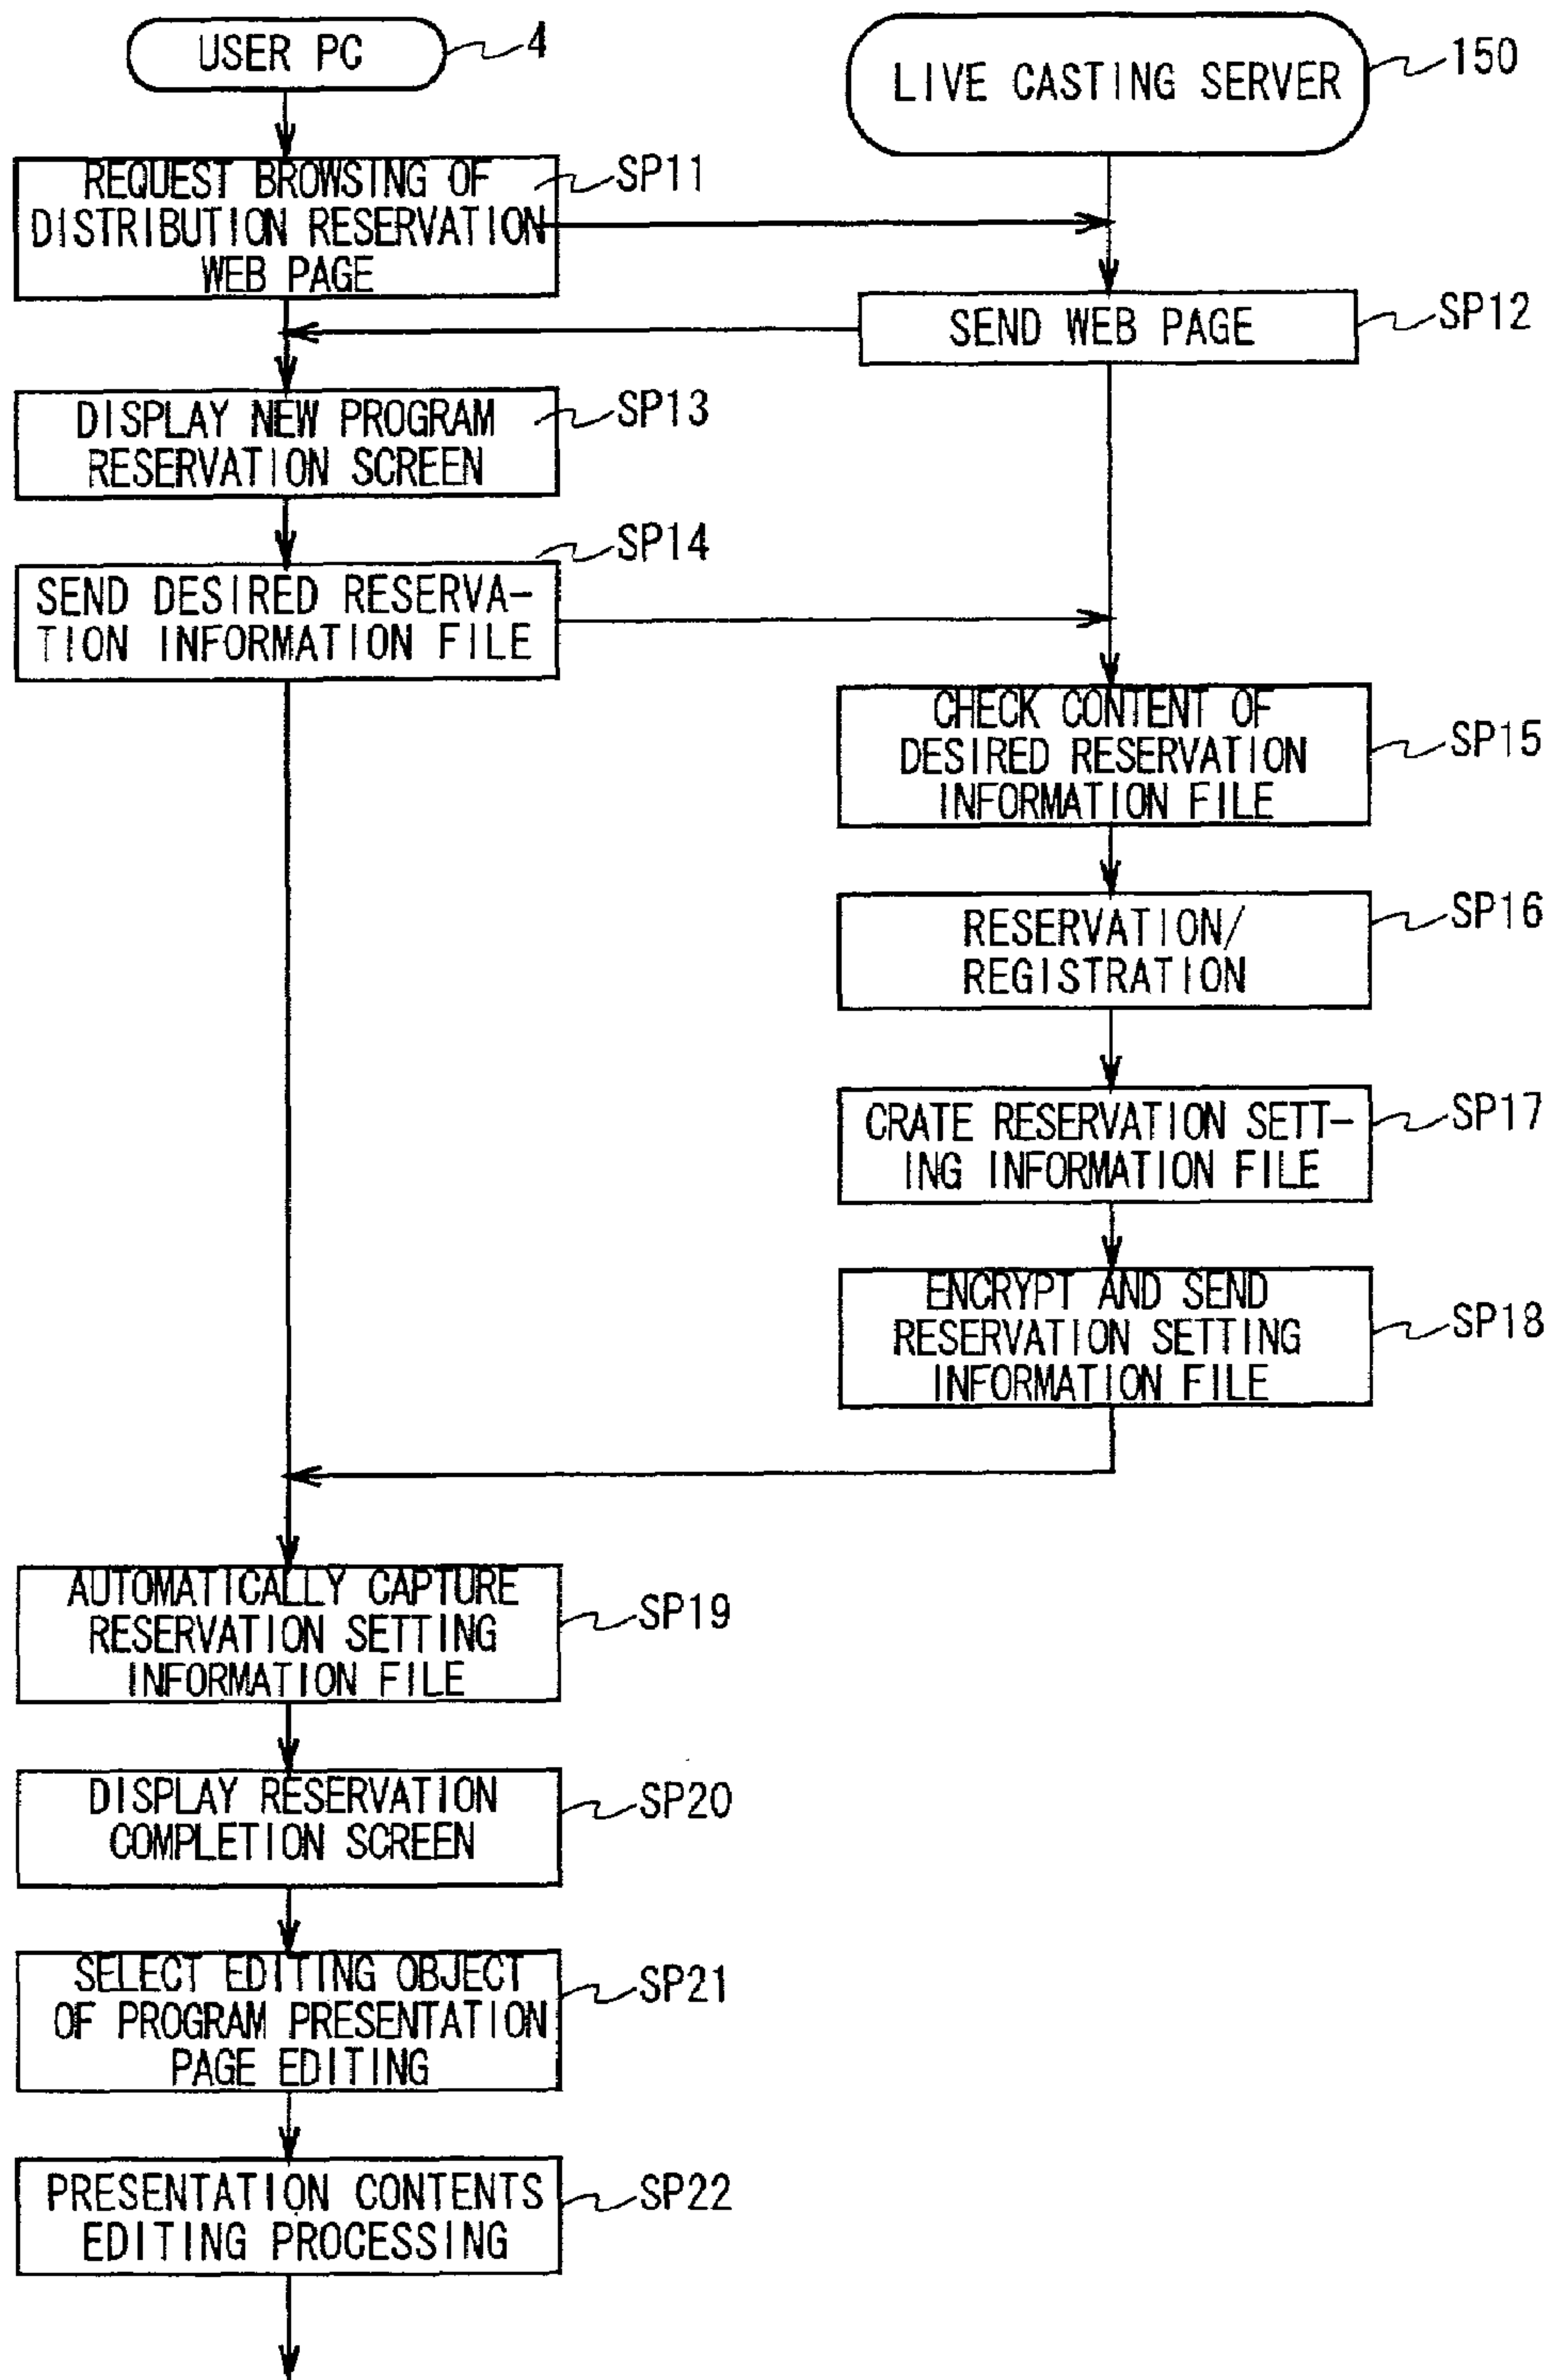 USER PC
4
LIVE CASTING SERVER
150
REQUEST BROWSING OF
DISTRIBUTION RESERVATION
WEB PAGE
SP11
SEND WEB PAGE
SP12
DISPLAY NEW PROGRAM
RESERVATION SCREEN
SP13
SEND DESIRED RESERVA-
TION INFORMATION FILE
SP14
CHECK CONTENT OF
DESIRED RESERVATION
INFORMATION FILE
SP15
RESERVATION/
REGISTRATION
SP16
CRATE RESERVATION SETT-
ING INFORMATION FILE
SP17
ENCRYPT AND SEND
RESERVATION SETTING
INFORMATION FILE
SP18
AUTOMATICALLY CAPTURE
RESERVATION SETTING
INFORMATION FILE
SP19
DISPLAY RESERVATION
COMPLETION SCREEN
SP20
SELECT EDITING OBJECT
OF PROGRAM PRESENTATION
PAGE EDITING
SP21
PRESENTATION CONTENTS
EDITING PROCESSING
SP22